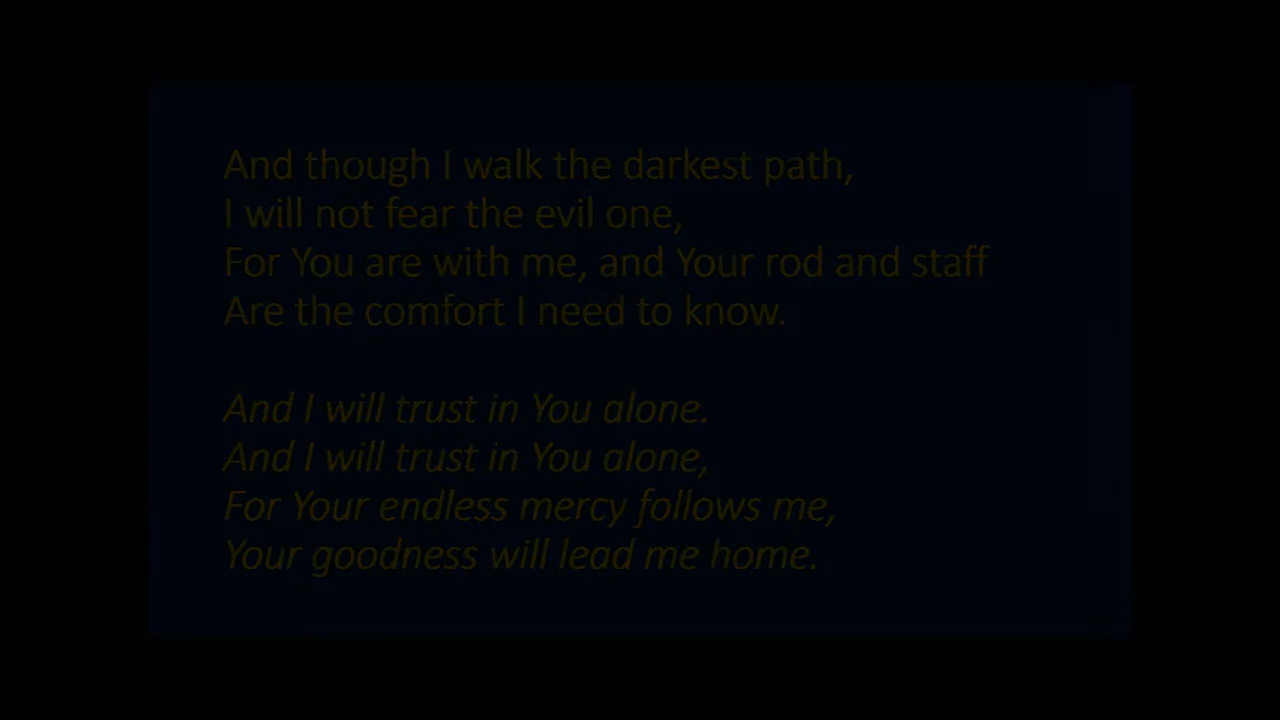 And though I walk the darkest path,
I will not fear the evil one,
For You are with me, and Your rod and staff
Are the comfort I need to know.
And I will trust in You alone.
And I will trust in You alone,
For Your endless mercy follows me,
Your goodness will lead me home.